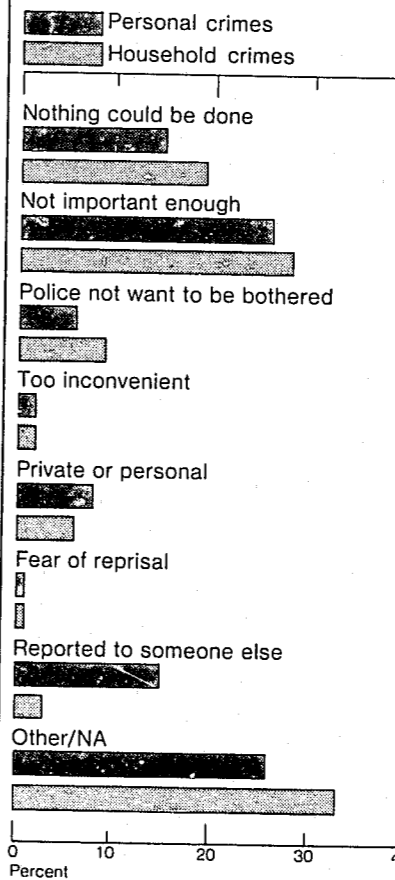 Personal crimes
Household crimes
Nothing could be done
Not important enough
Police not want to be bothered
Too inconvenient
Private or personal
Fear of reprisal
Reported to someone else
Other/NA
0 10 20 30
Percent